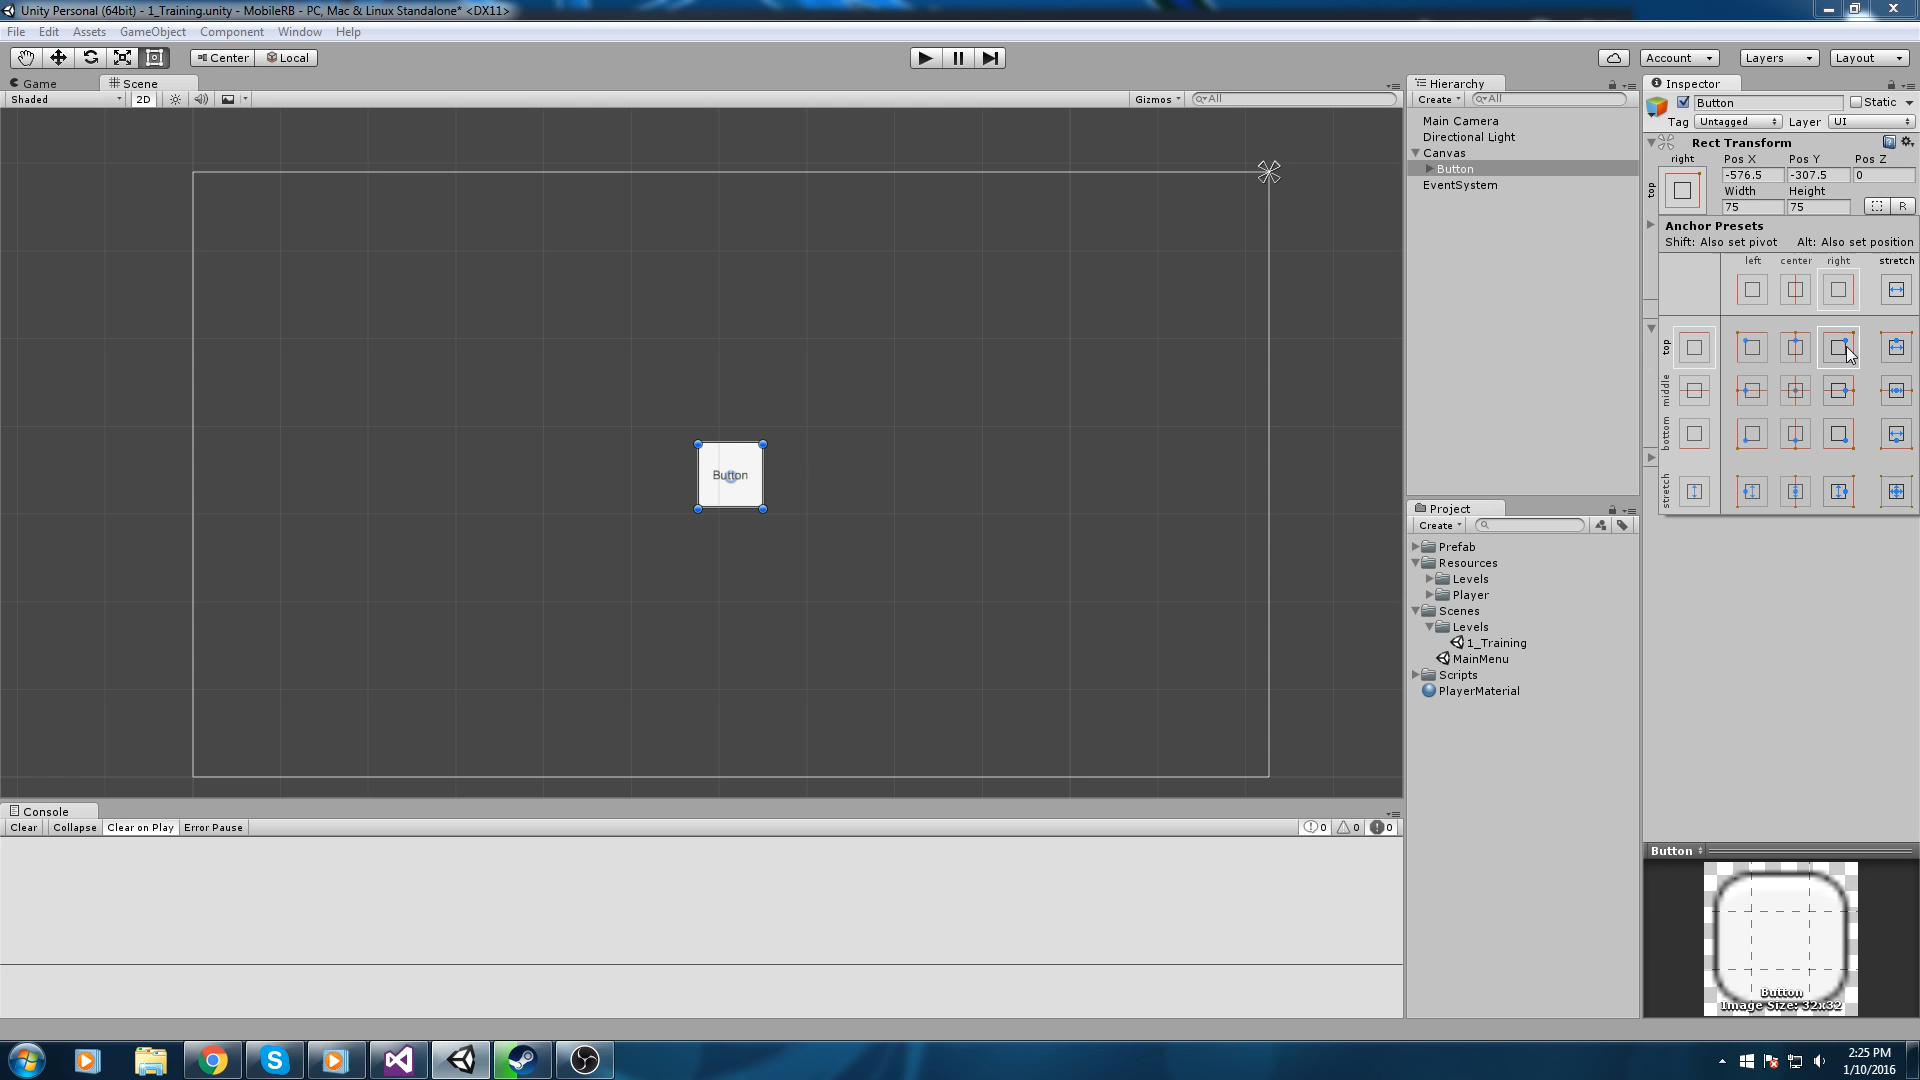 Unity Personal (64bit) - 1_Training.unity - MobileRB - PC, Mac & Linux Standalone* <DX11>
File Edit Assets GameObject Component Window Help
Center Local Account Layers Layout
Game Scene
Shaded 2D Gizmos All
Hierarchy
Create All
Main Camera
Directional Light
Canvas
Button
EventSystem
Inspector
Button Static
Tag Untagged Layer UI
Rect Transform
right Pos X Pos Y Pos Z
top -576.5 -307.5 0
Width Height
75 75 R
Anchor Presets
Shift: Also set pivot Alt: Also set position
left center right stretch
top
middle
bottom
stretch
Button
Project
Create
Prefab
Resources
Levels
Player
Scenes
Levels
1_Training
MainMenu
Scripts
PlayerMaterial
Console
Clear Collapse Clear on Play Error Pause 0 0 0
Button
Button
Image Size: 32x32
2:25 PM
1/10/2016